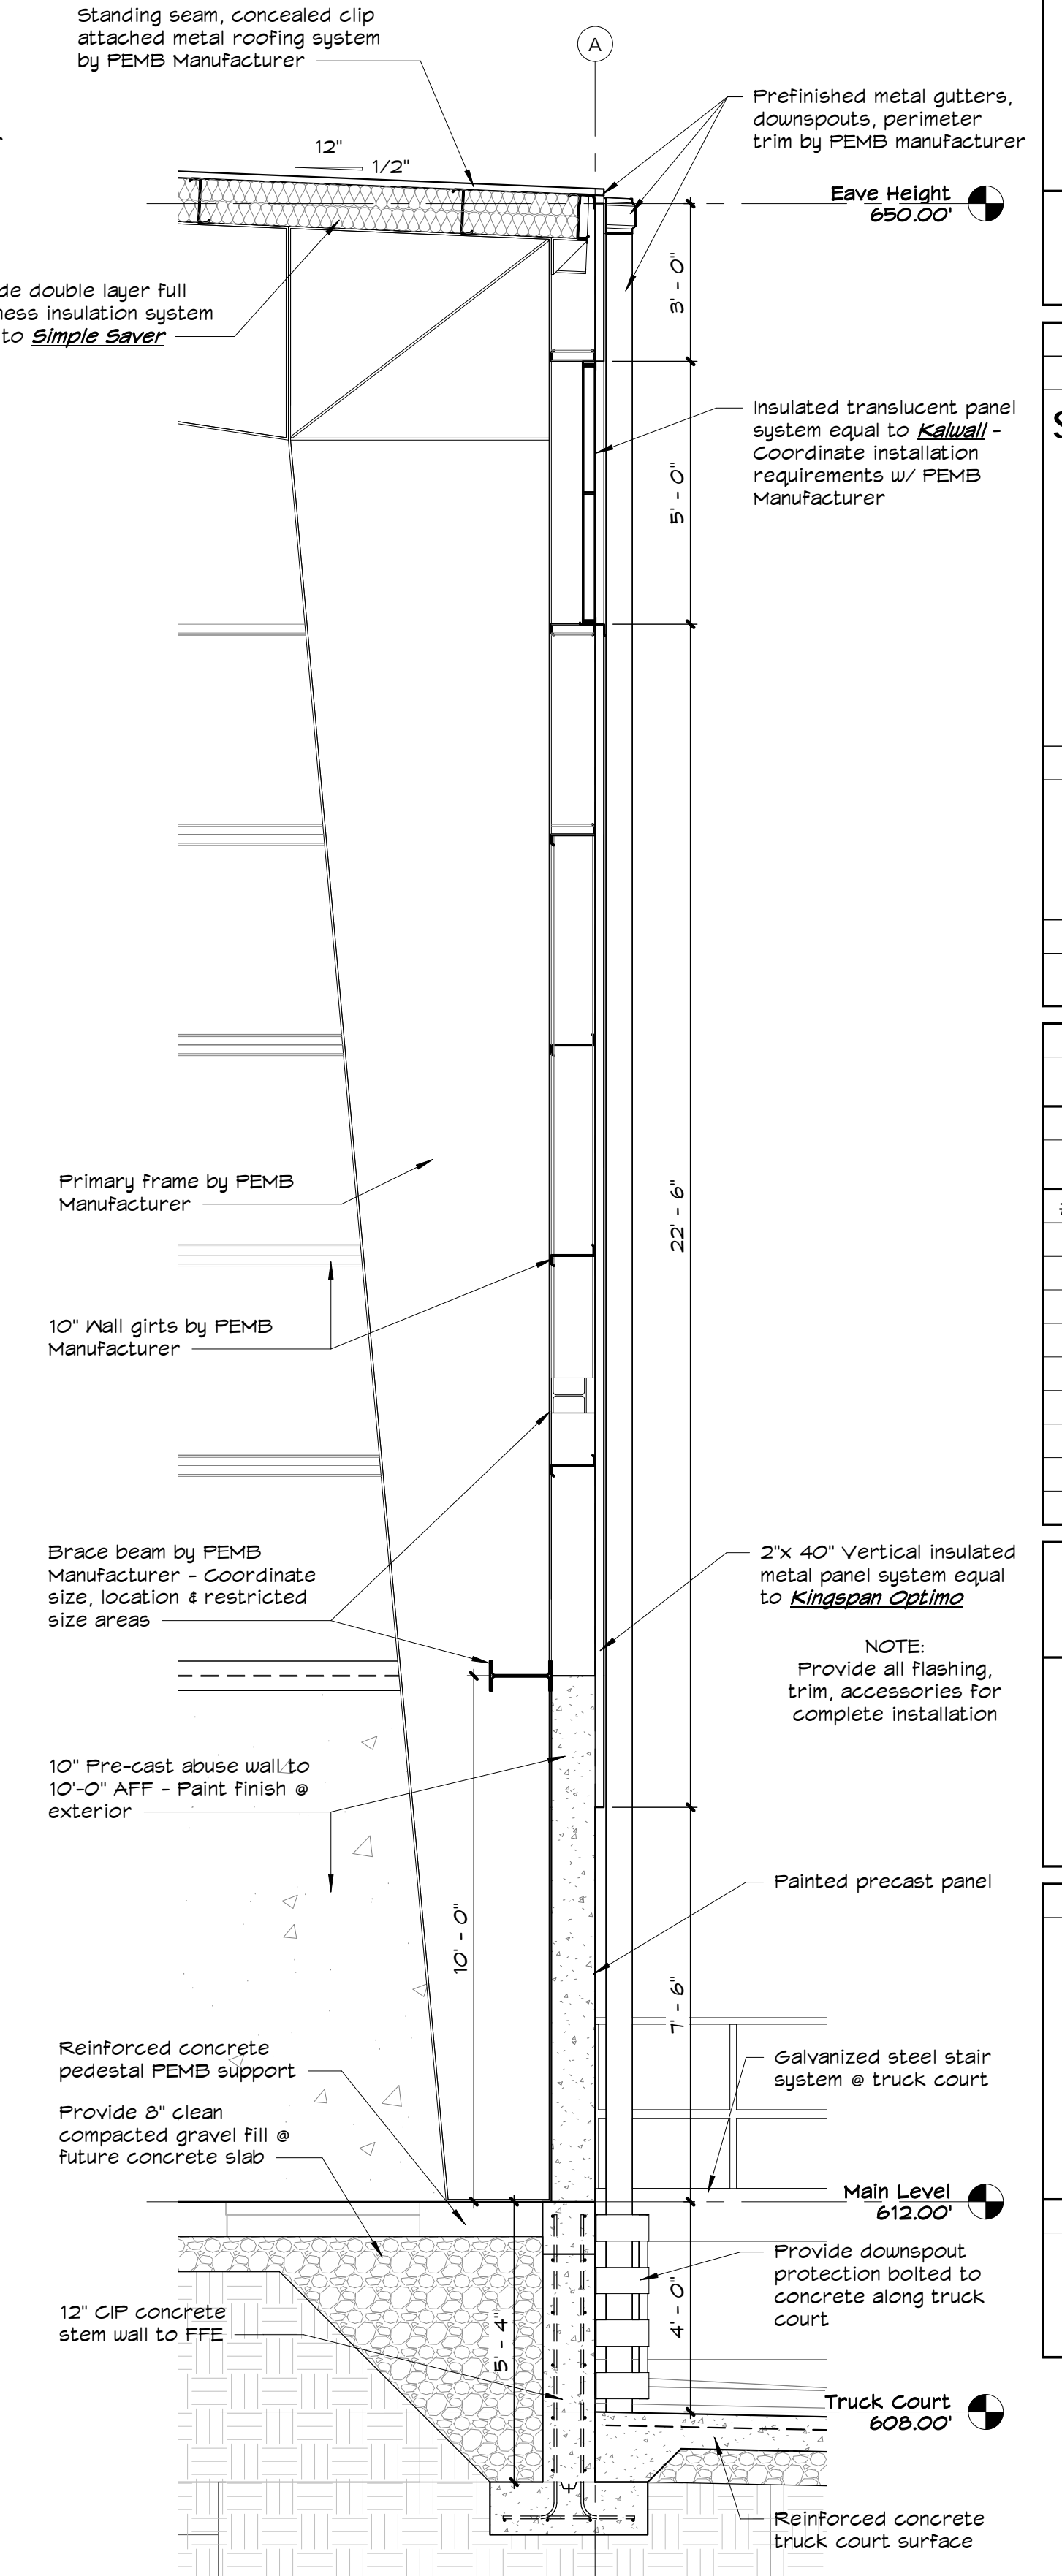 Standing seam, concealed clip
attached metal roofing system
by PEMB Manufacturer
A
Prefinished metal gutters,
downspouts, perimeter
trim by PEMB manufacturer
12"
1/2"
Eave Height
650.00'
3' - 0"
double layer full
insulation system
to Simple Saver
Insulated translucent panel
system equal to Kalwall -
Coordinate installation
requirements w/ PEMB
Manufacturer
5' - 0"
22' - 6"
Primary frame by PEMB
Manufacturer
10" Wall girts by PEMB
Manufacturer
Brace beam by PEMB
Manufacturer - Coordinate
size, location & restricted
size areas
2"x 40" Vertical insulated
metal panel system equal
to Kingspan Optimo
NOTE:
Provide all flashing,
trim, accessories for
complete installation
10" Pre-cast abuse wall to
10'-0" AFF - Paint finish @
exterior
Painted precast panel
10' - 0"
7' - 6"
Reinforced concrete
pedestal PEMB support
Galvanized steel stair
system @ truck court
Provide 8" clean
compacted gravel fill @
future concrete slab
Main Level
612.00'
Provide downspout
protection bolted to
concrete along truck
court
12" CIP concrete
stem wall to FFE
5' - 4"
4' - 0"
Truck Court
608.00'
Reinforced concrete
truck court surface